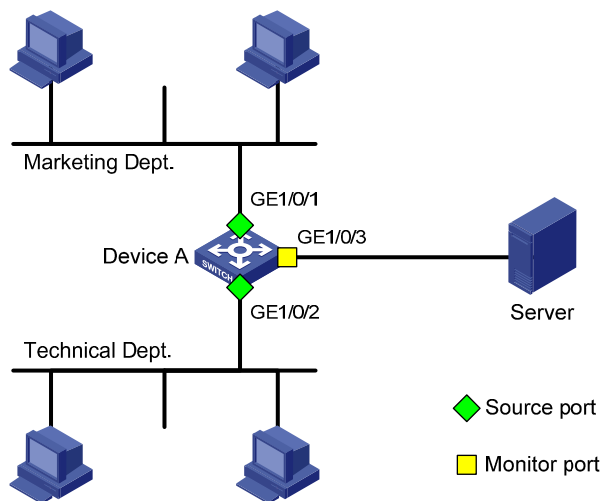 Marketing Dept.
GE1/0/1
Device A
GE1/0/3
SWITCH
GE1/0/2
Server
Technical Dept.
Source port
Monitor port